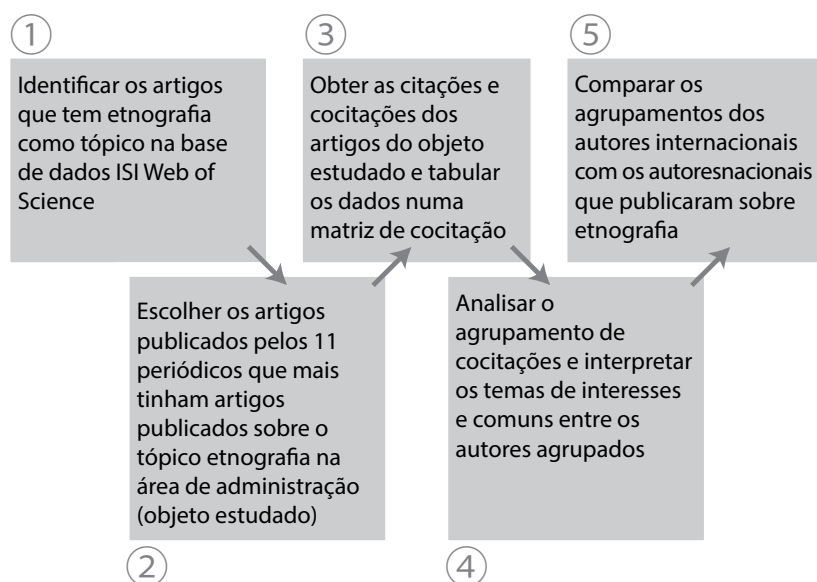 1
Identificar os artigos
que tem etnografia
como tópico na base
de dados ISI Web of
Science
2
Escolher os artigos
publicados pelos 11
periódicos que mais
tinham artigos
publicados sobre o
tópico etnografia na
área de administração
(objeto estudado)
3
Obter as citações e
cocitações dos
artigos do objeto
estudado e tabular
os dados numa
matriz de cocitação
4
Analisar o
agrupamento de
cocitações e interpretar
os temas de interesses
e comuns entre os
autores agrupados
5
Comparar os
agrupamentos dos
autores internacionais
com os autoresnacionais
que publicaram sobre
etnografia